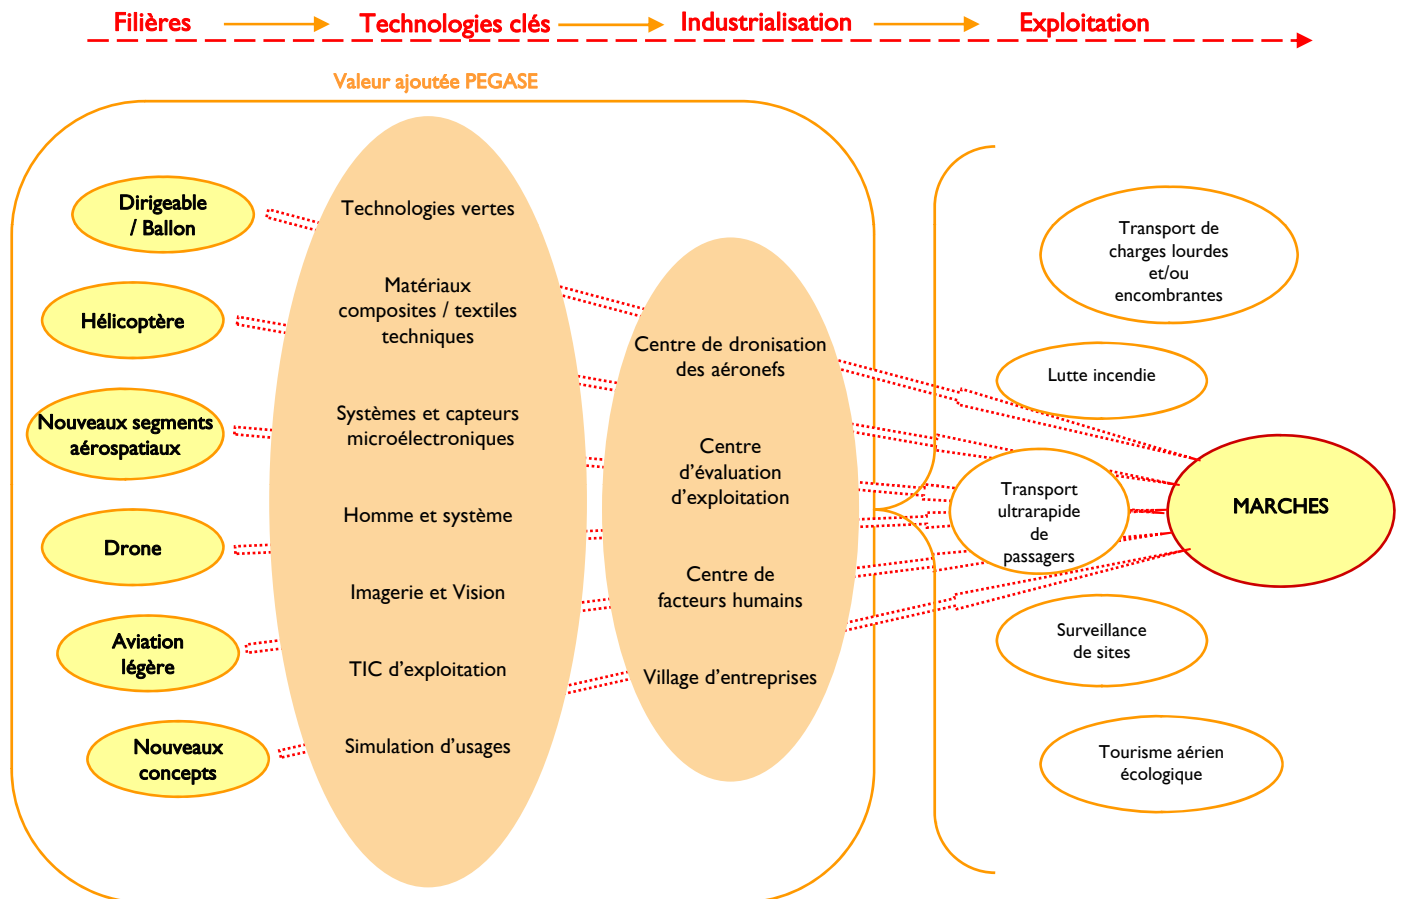 Filières
Technologies clés
Industrialisation
Exploitation
Valeur ajoutée PEGASE
Dirigeable
/ Ballon
Hélicoptère
Nouveaux segments
aérospatiaux
Drone
Aviation
légère
Nouveaux
concepts
Technologies vertes
Matériaux
composites / textiles
techniques
Systèmes et capteurs
microélectroniques
Homme et système
Imagerie et Vision
TIC d’exploitation
Simulation d’usages
Centre de dronisation
des aéronefs
Centre
d’évaluation
d’exploitation
Centre de
facteurs humains
Village d’entreprises
Transport de
charges lourdes
et/ou
encombrantes
Lutte incendie
Transport
ultrarapide
de
passagers
Surveillance
de sites
Tourisme aérien
écologique
MARCHES